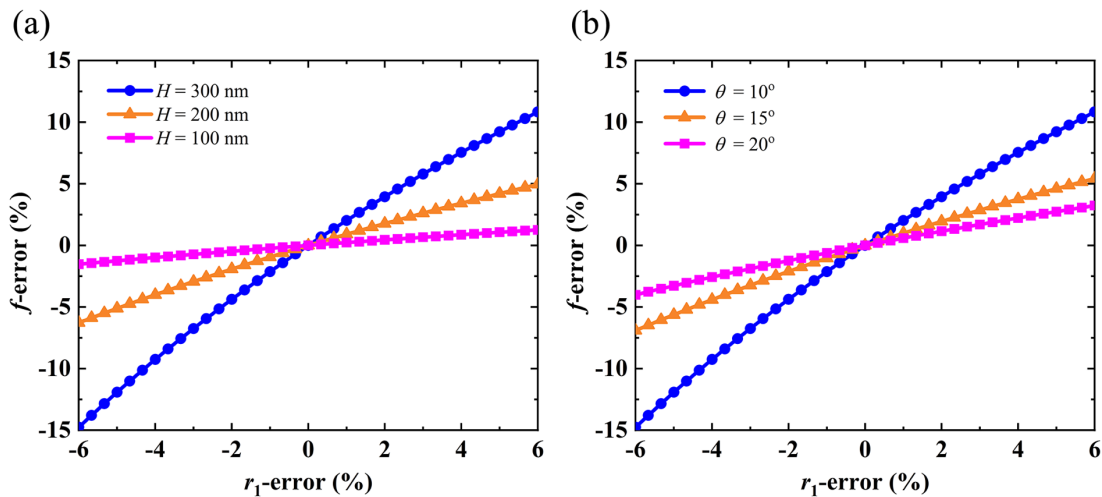 (a)
15
10
5
0
-5
-10
-15
f-error (%)
H = 300 nm
H = 200 nm
H = 100 nm
-6
-4
-2
0
2
4
6
r₁-error (%)
(b)
15
10
5
0
-5
-10
-15
f-error (%)
θ = 10°
θ = 15°
θ = 20°
-6
-4
-2
0
2
4
6
r₁-error (%)